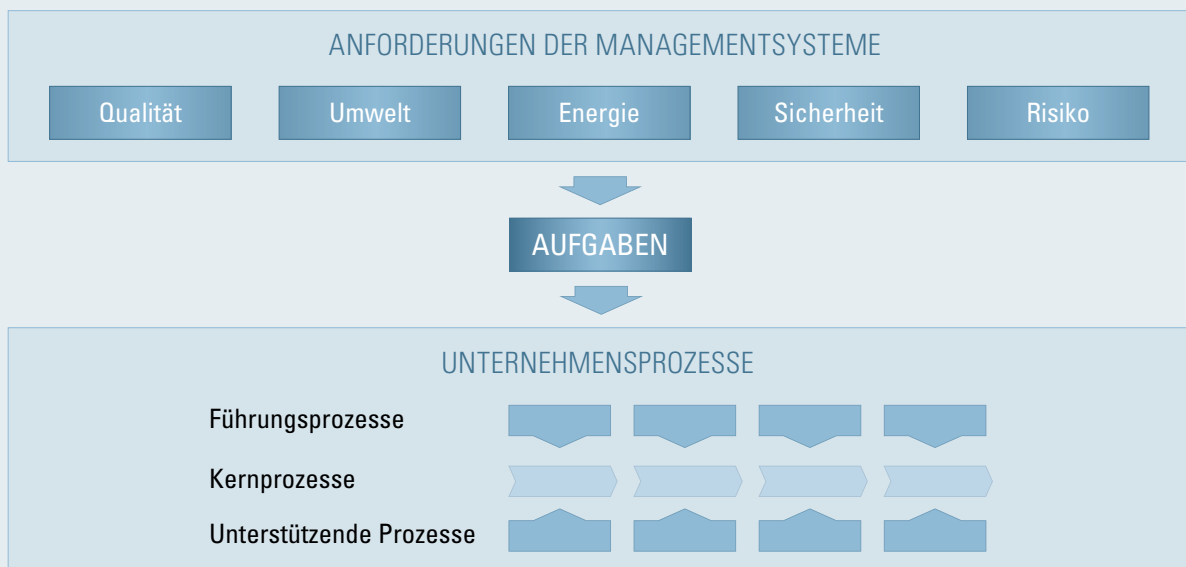 ANFORDERUNGEN DER MANAGEMENTSYSTEME
Qualität Umwelt Energie Sicherheit Risiko
AUFGABEN
UNTERNEHMENSPROZESSE
Führungsprozesse
Kernprozesse
Unterstützende Prozesse